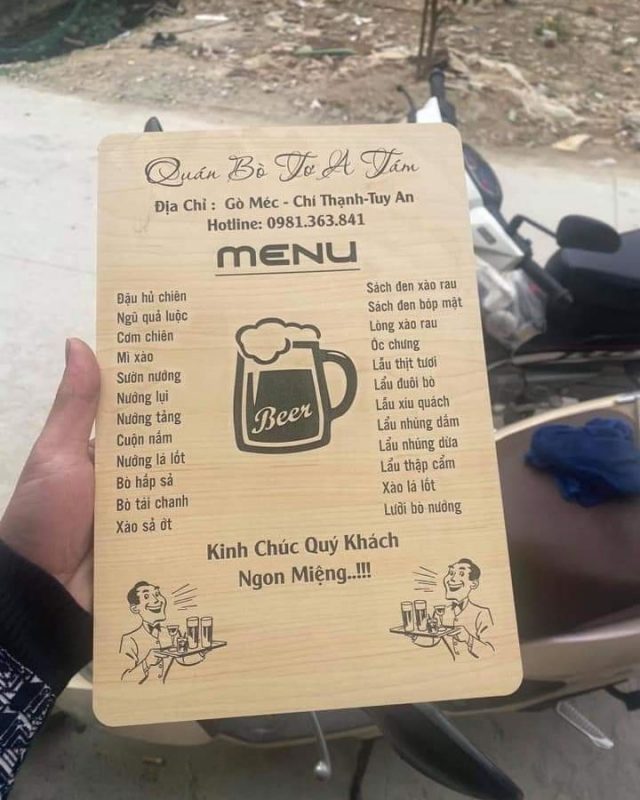 Quán Bò Tơ Á Tám
Địa Chỉ : Gò Méc - Chí Thạnh-Tuy An
Hotline: 0981.363.841
MENU
Đậu hủ chiên
Ngũ quả luộc
Cơm chiên
Mì xào
Sườn nướng
Nướng lụi
Nướng tảng
Cuộn nấm
Nướng lá lốt
Bò hấp sả
Bò tái chanh
Xào sả ớt
Beer
Sách đen xào rau
Sách đen bóp mật
Lòng xào rau
Óc chưng
Lẩu thịt tươi
Lẩu đuôi bò
Lẩu xíu quách
Lẩu nhúng dấm
Lẩu nhúng dừa
Lẩu thập cẩm
Xào lá lốt
Lưỡi bò nướng
Kinh Chúc Quý Khách
Ngon Miệng..!!!